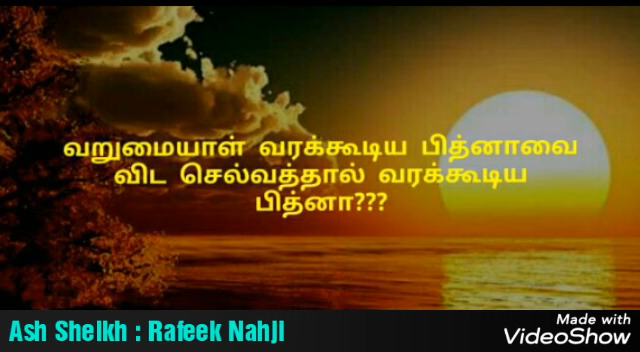 வறுமையாள் வரக்கூடிய பித்னாவை
விட செல்வத்தால் வரக்கூடிய
பித்னா???
Ash Sheikh : Rafeek Nahji
Made with
VideoShow